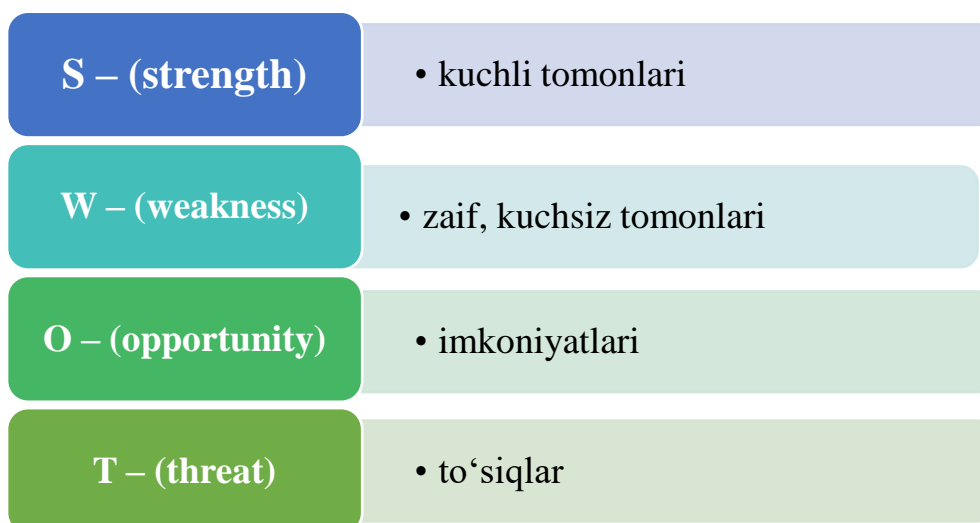 S – (strength)
• kuchli tomonlari
W – (weakness)
• zaif, kuchsiz tomonlari
O – (opportunity)
• imkoniyatlari
T – (threat)
• to‘siqlar